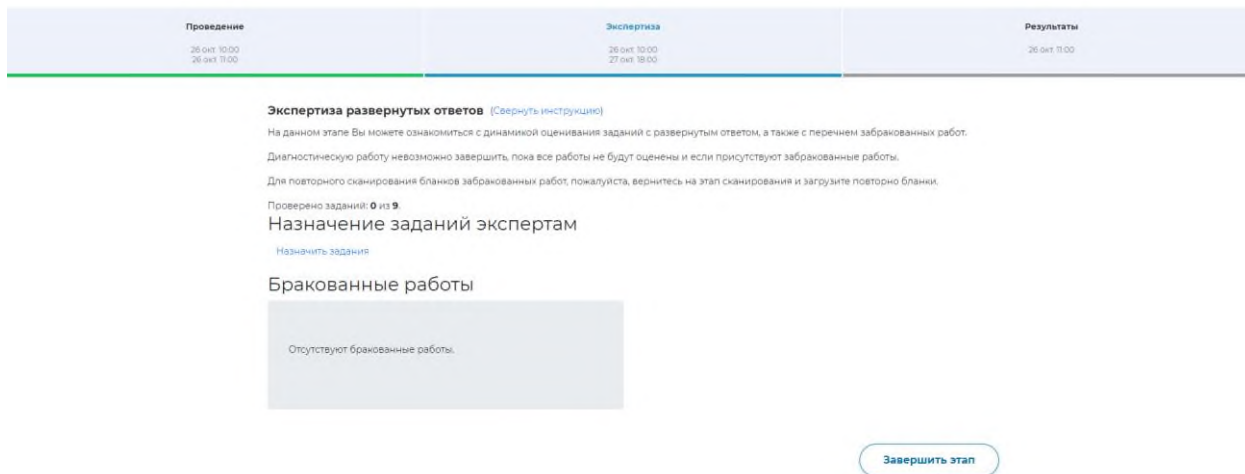 Проведение
26 окт. 10:00
26 окт. 11:00
Экспертиза
26 окт. 10:00
27 окт. 18:00
Результаты
26 окт. 11:00
Экспертиза развернутых ответов (Свернуть инструкцию)
На данном этапе Вы можете ознакомиться с динамикой оценивания заданий с развернутым ответом, а также с перечнем забракованных работ.
Диагностическую работу невозможно завершить, пока все работы не будут оценены и если присутствуют забракованные работы.
Для повторного сканирования бланков забракованных работ, пожалуйста, вернитесь на этап сканирования и загрузите повторно бланки.
Проверено заданий: 0 из 9.
Назначение заданий экспертам
Назначить задания
Бракованные работы
Отсутствуют бракованные работы.
Завершить этап